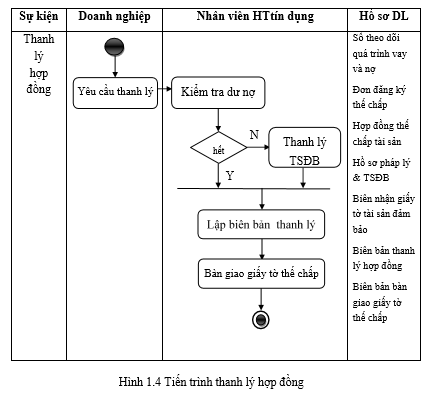 Sự kiện
Doanh nghiệp
Nhân viên HTtín dụng
Hồ sơ DL
Thanh
lý
hợp
đồng
Yêu cầu thanh lý
Kiểm tra dư nợ
hết
N
Y
Thanh lý
TSĐB
Lập biên bản thanh lý
Bàn giao giấy tờ thế chấp
Sổ theo dõi
quá trình vay
và nợ
Đơn đăng ký
thế chấp
Hợp đồng thế
chấp tài sản
Hồ sơ pháp lý
& TSĐB
Biên nhận giấy
tờ tài sản đảm
bảo
Biên bản thanh
lý hợp đồng
Biên bản bàn
giao giấy tờ
thế chấp
Hình 1.4 Tiến trình thanh lý hợp đồng